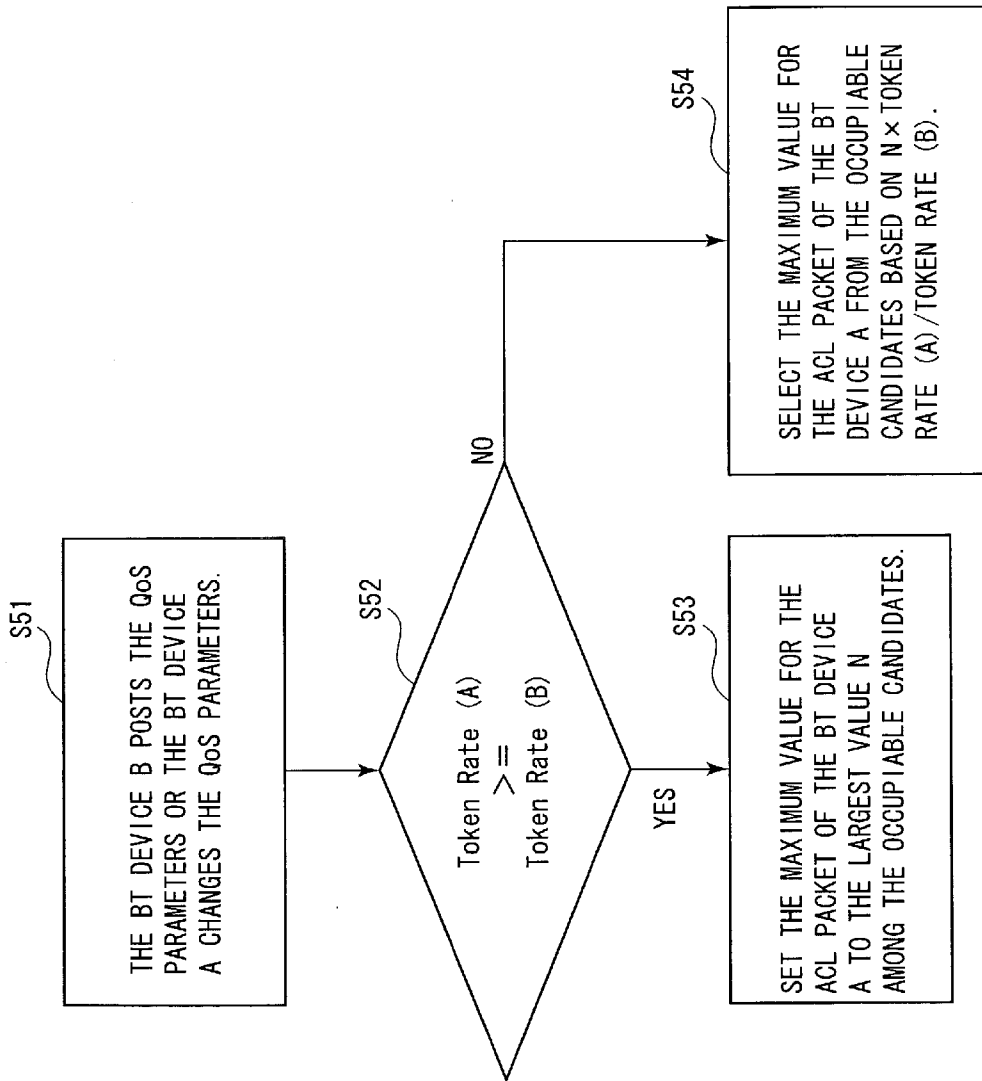 S51
THE BT DEVICE B POSTS THE QoS
PARAMETERS OR THE BT DEVICE
A CHANGES THE QoS PARAMETERS.
S52
Token Rate (A)
>=
Token Rate (B)
NO
YES
S53
SET THE MAXIMUM VALUE FOR THE
ACL PACKET OF THE BT DEVICE
A TO THE LARGEST VALUE N
AMONG THE OCCUPIABLE CANDIDATES.
S54
SELECT THE MAXIMUM VALUE FOR
THE ACL PACKET OF THE BT
DEVICE A FROM THE OCCUPIABLE
CANDIDATES BASED ON N×TOKEN
RATE (A)/TOKEN RATE (B).